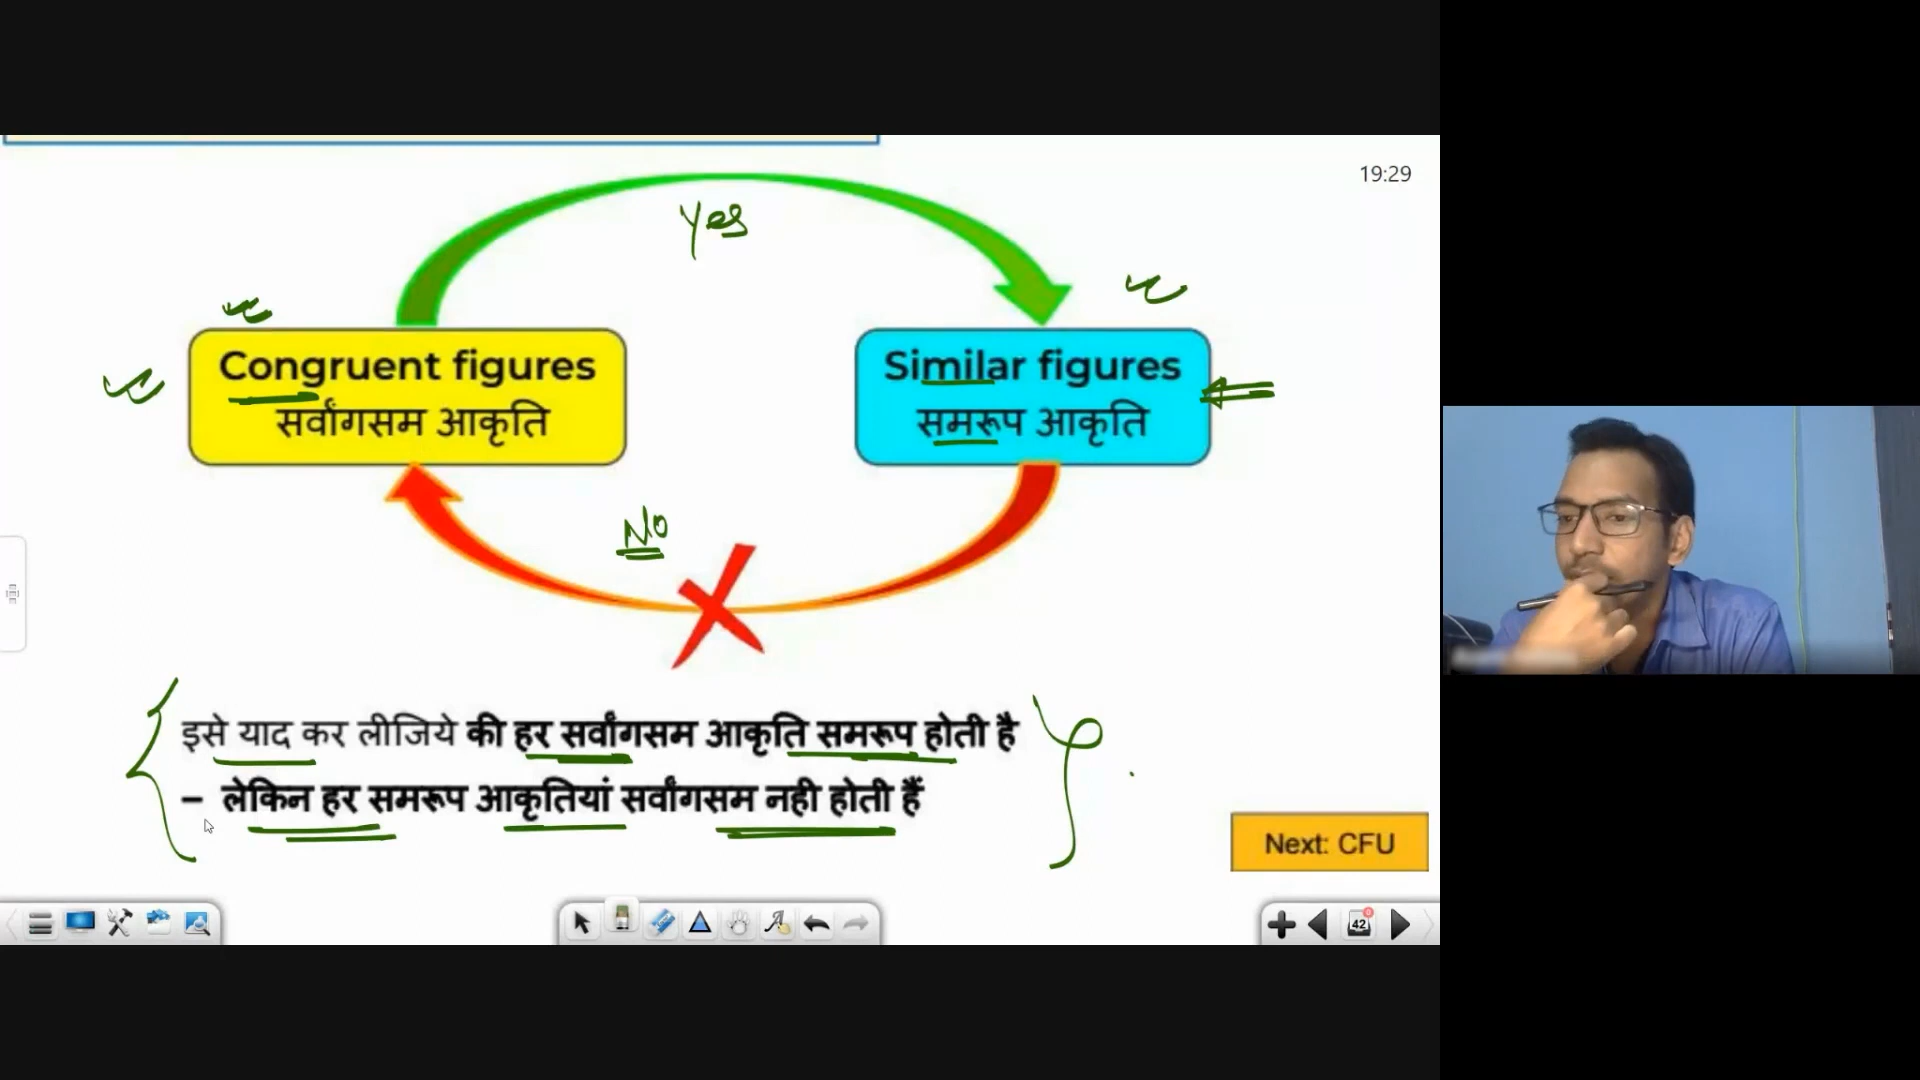 19:29
Yes
Congruent figures
सर्वांगसम आकृति
Similar figures
समरूप आकृति
No
इसे याद कर लीजिये की हर सर्वांगसम आकृति समरूप होती है
– लेकिन हर समरूप आकृतियां सर्वांगसम नही होती हैं
Next: CFU
42